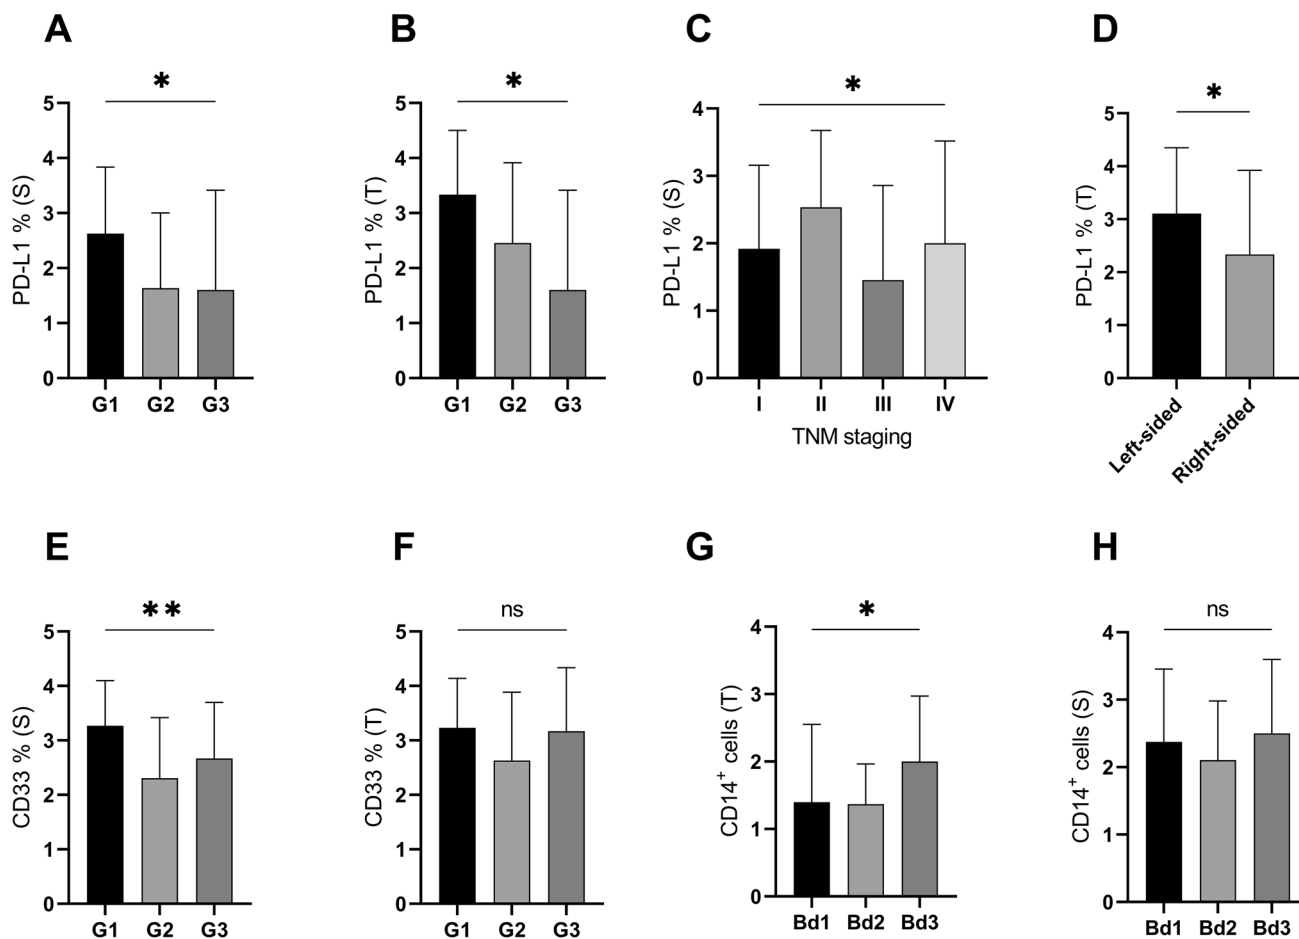 A
*
PD-L1 % (S)
5
4
3
2
1
0
G1 G2 G3
B
*
PD-L1 % (T)
5
4
3
2
1
0
G1 G2 G3
C
*
PD-L1 % (S)
4
3
2
1
0
I II III IV
TNM staging
D
*
PD-L1 % (T)
5
4
3
2
1
0
Left-sided Right-sided
E
**
CD33 % (S)
5
4
3
2
1
0
G1 G2 G3
F
ns
CD33 % (T)
5
4
3
2
1
0
G1 G2 G3
G
*
CD14⁺ cells (T)
4
3
2
1
0
Bd1 Bd2 Bd3
H
ns
CD14⁺ cells (S)
4
3
2
1
0
Bd1 Bd2 Bd3